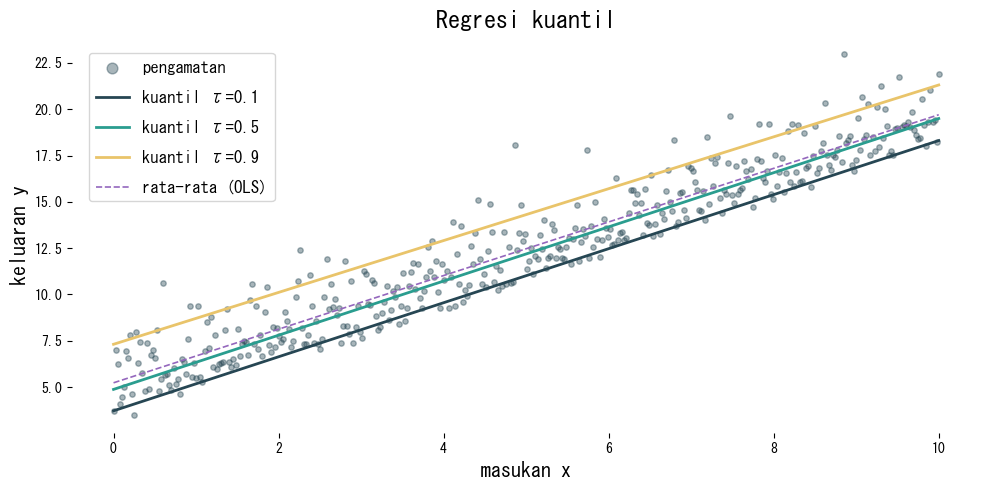 Regresi kuantil
pengamatan
kuantil τ=0.1
kuantil τ=0.5
kuantil τ=0.9
rata-rata (OLS)
keluaran y
22.5
20.0
17.5
15.0
12.5
10.0
7.5
5.0
0 2 4 6 8 10
masukan x